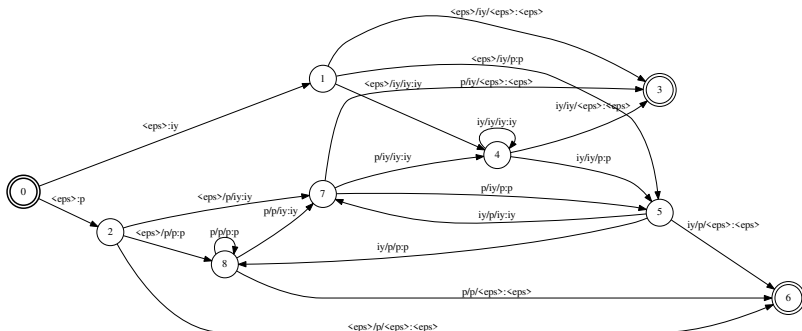 <eps>/iy/<eps>:<eps>
<eps>/iy/p:p
1
<eps>/iy/iy:iy
p/iy/<eps>:<eps>
3
iy/iy/<eps>:<eps>
<eps>:iy
iy/iy/iy:iy
4
p/iy/iy:iy
iy/iy/p:p
0
<eps>:p
<eps>/p/iy:iy
7
p/iy/p:p
p/p/iy:iy
iy/p/iy:iy
5
2
<eps>/p/p:p
p/p/p:p
iy/p/<eps>:<eps>
8
iy/p/p:p
p/p/<eps>:<eps>
6
<eps>/p/<eps>:<eps>